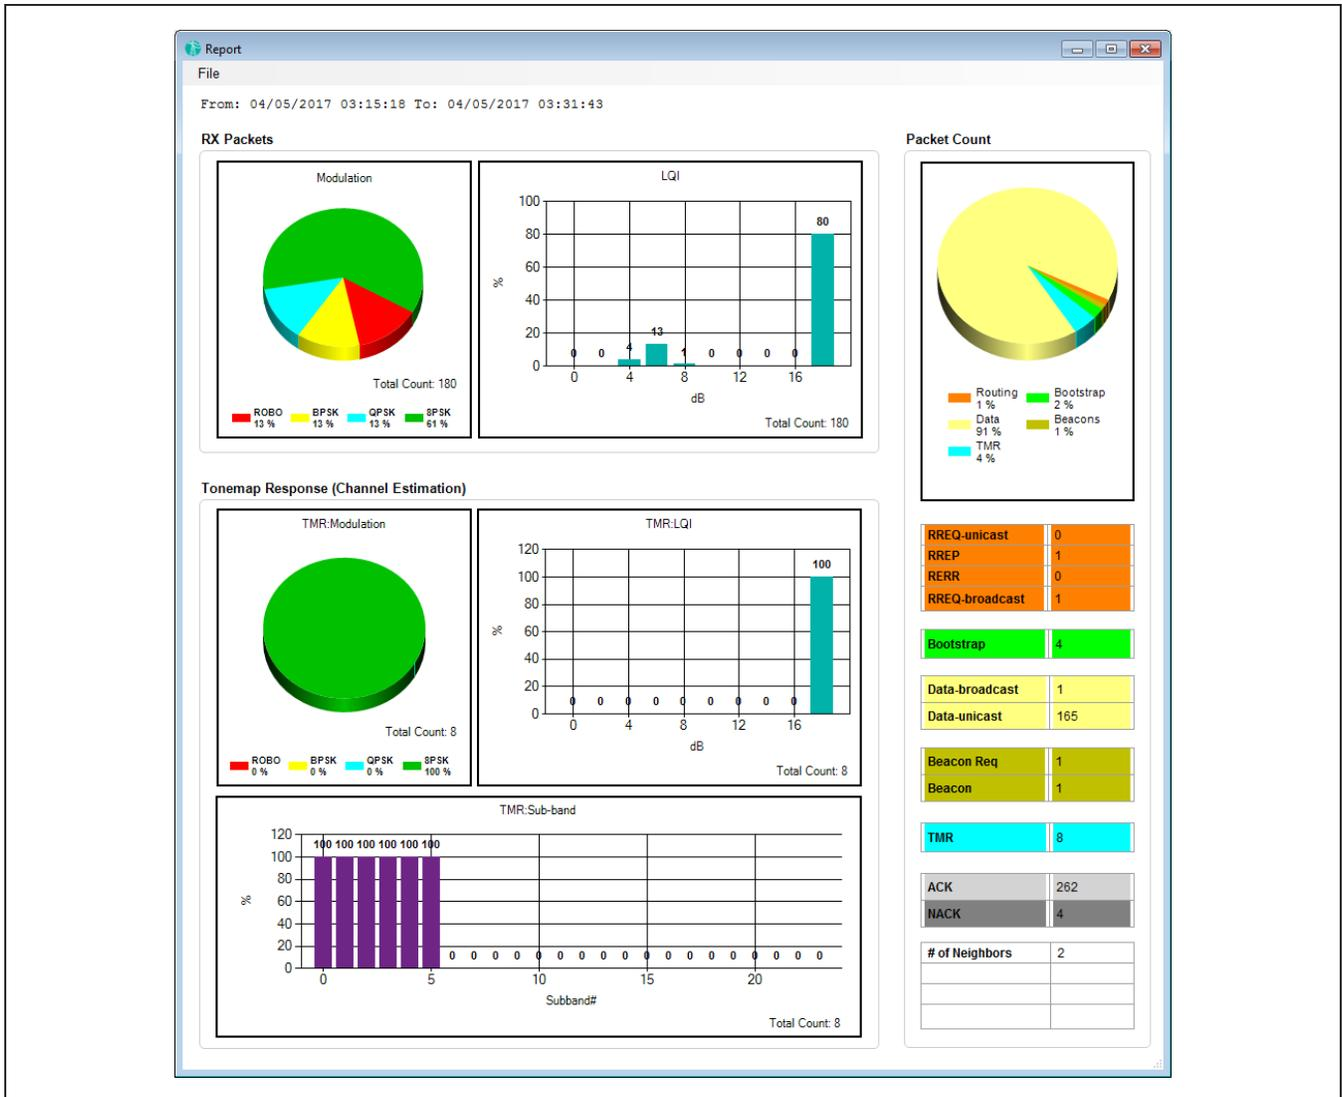 Report
File
From: 04/05/2017 03:15:18 To: 04/05/2017 03:31:43
RX Packets
Modulation
Total Count: 180
ROBO 13 %
BPSK 13 %
QPSK 13 %
8PSK 61 %
LQI
100
80
60
40
20
0
%
0 0 4 13 1 0 0 0 0 80
0 4 8 12 16
dB
Total Count: 180
Packet Count
Routing 1 %
Bootstrap 2 %
Data 91 %
Beacons 1 %
TMR 4 %
Tonemap Response (Channel Estimation)
TMR:Modulation
Total Count: 8
ROBO 0 %
BPSK 0 %
QPSK 0 %
8PSK 100 %
TMR:LQI
120
100
80
60
40
20
0
%
0 0 0 0 0 0 0 0 0 100
0 4 8 12 16
dB
Total Count: 8
TMR:Sub-band
120
100
80
60
40
20
0
%
100 100 100 100 100 100 0 0 0 0 0 0 0 0 0 0 0 0 0 0 0 0 0 0
0 5 10 15 20
Subband#
Total Count: 8
RREQ-unicast 0
RREP 1
RERR 0
RREQ-broadcast 1
Bootstrap 4
Data-broadcast 1
Data-unicast 165
Beacon Req 1
Beacon 1
TMR 8
ACK 262
NACK 4
# of Neighbors 2